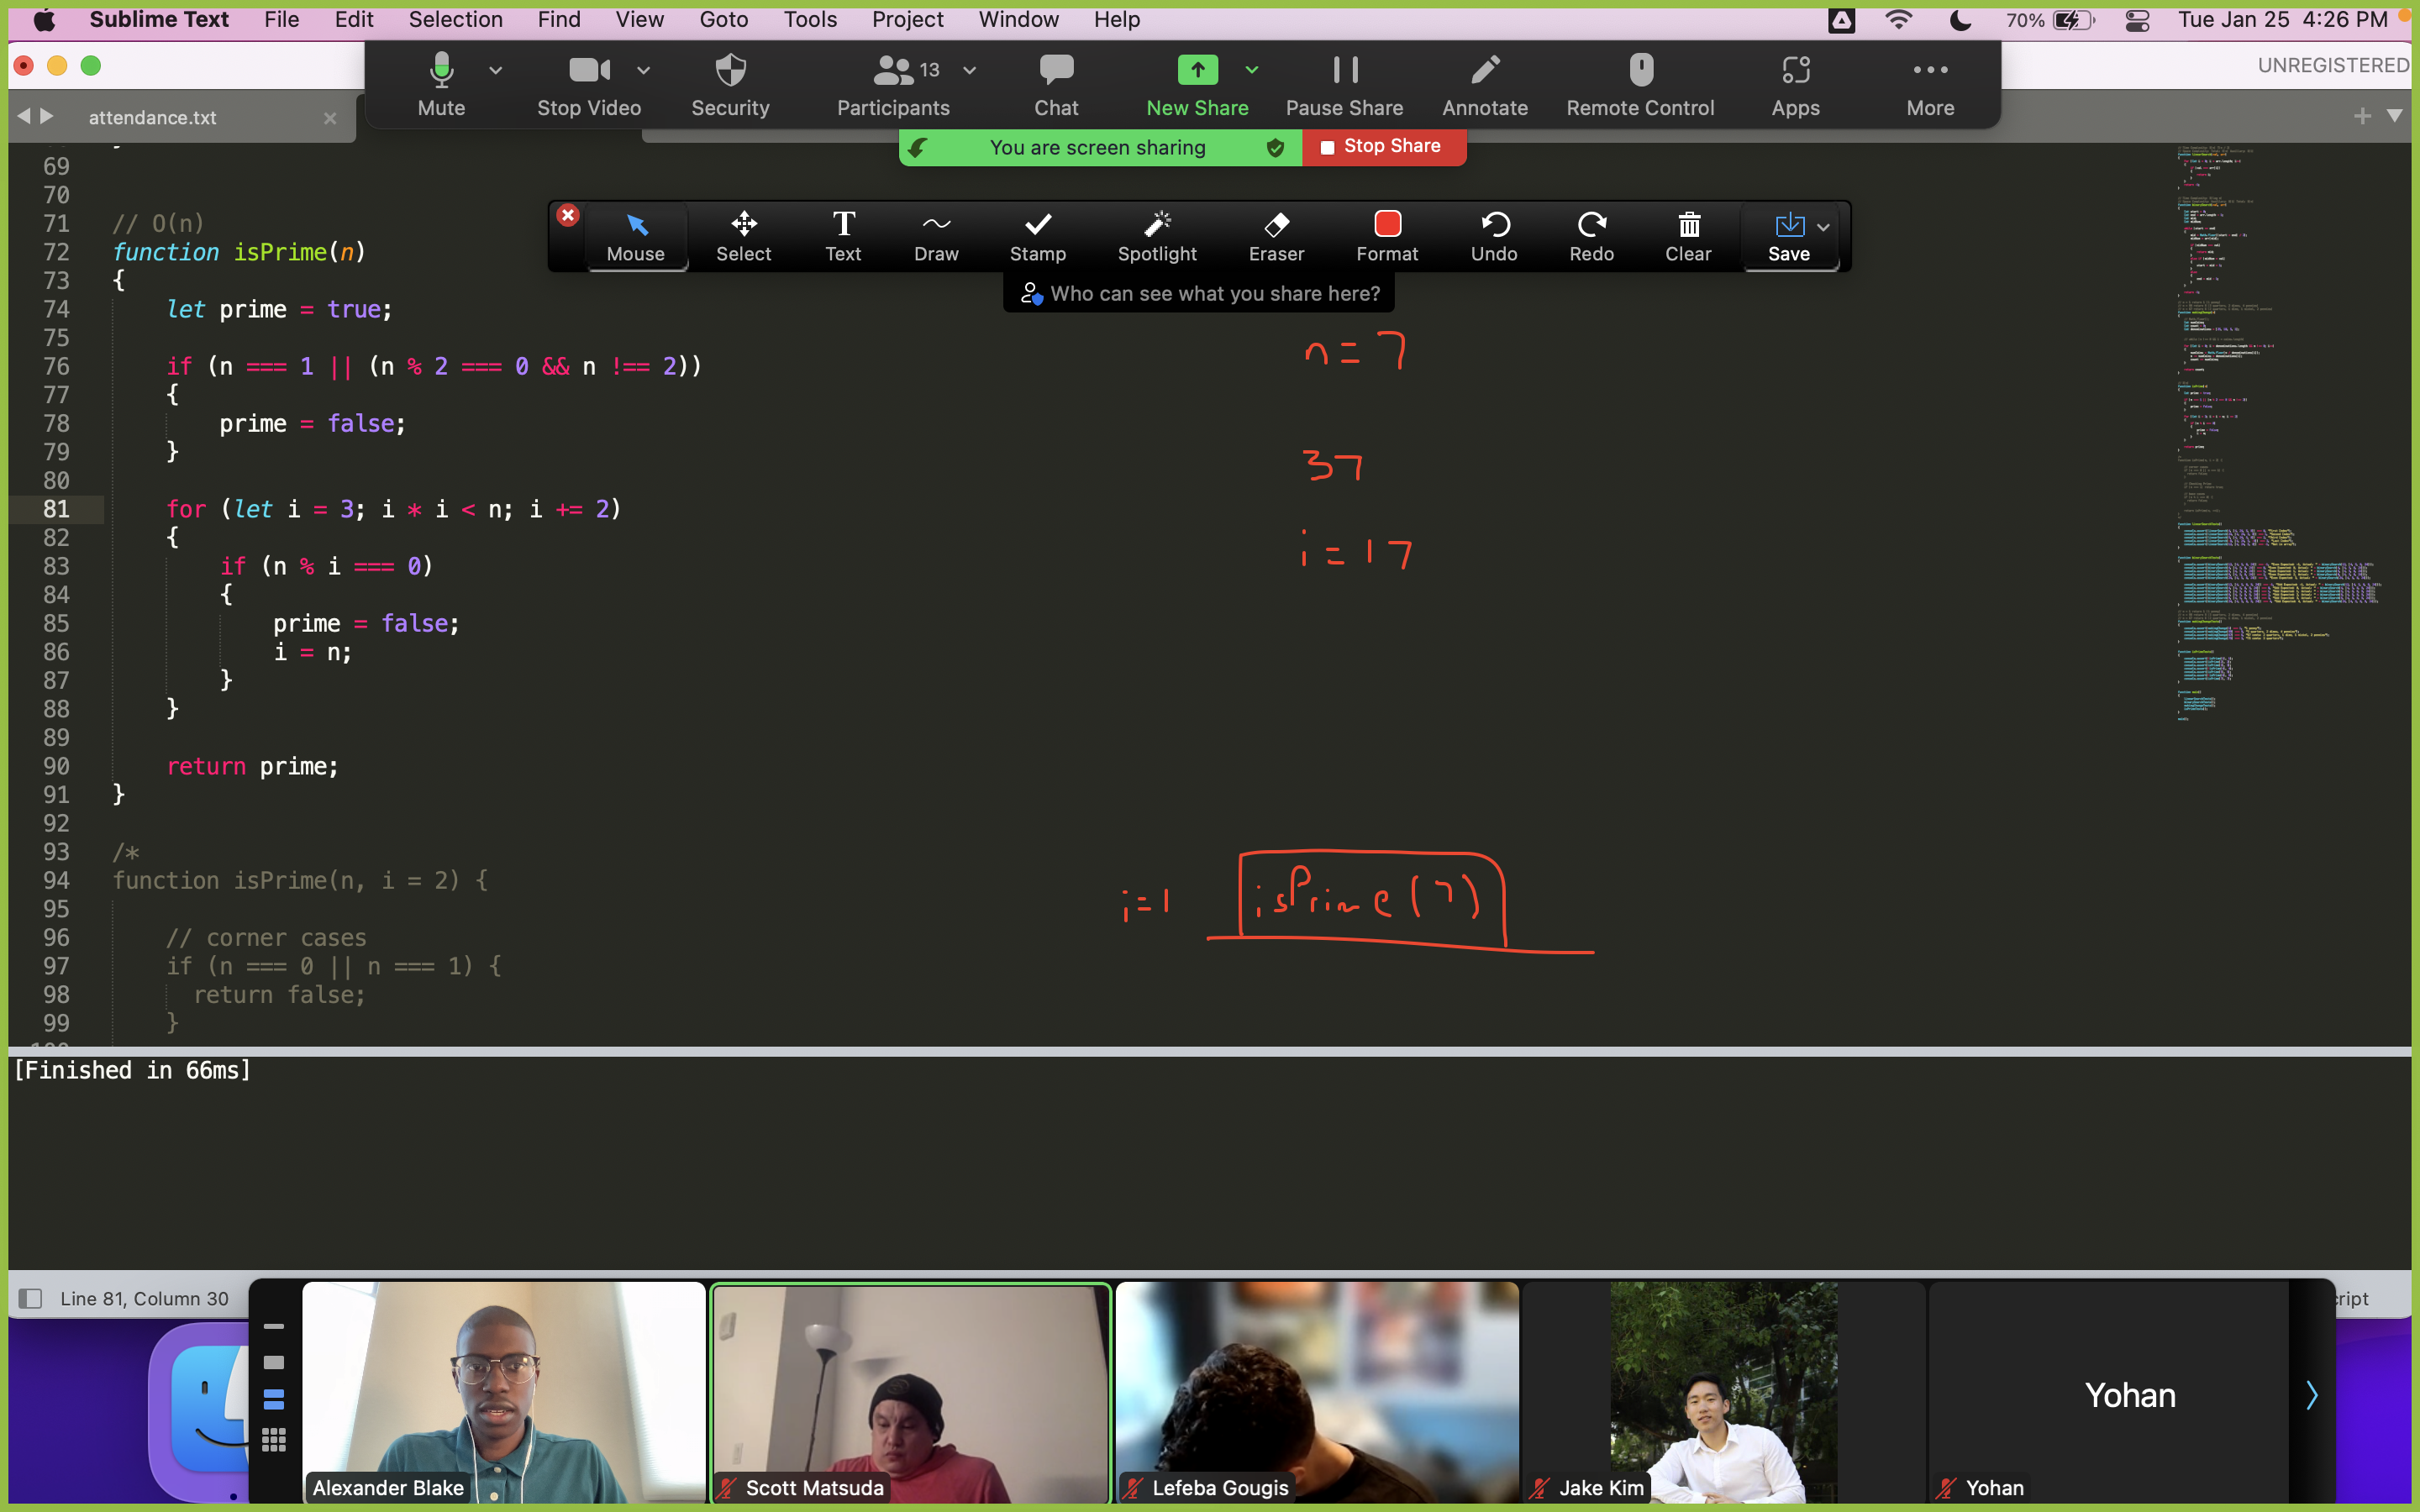 Sublime Text File Edit Selection Find View Goto Tools Project Window Help 70% Tue Jan 25 4:26 PM
UNREGISTERED
Mute Stop Video Security 13 Participants Chat New Share Pause Share Annotate Remote Control Apps More
attendance.txt
You are screen sharing Stop Share
Mouse Select Text Draw Stamp Spotlight Eraser Format Undo Redo Clear Save
Who can see what you share here?
69
70
71 // O(n)
72 function isPrime(n)
73 {
74 let prime = true;
75
76 if (n === 1 || (n % 2 === 0 && n !== 2))
77 {
78 prime = false;
79 }
80
81 for (let i = 3; i * i < n; i += 2)
82 {
83 if (n % i === 0)
84 {
85 prime = false;
86 i = n;
87 }
88 }
89
90 return prime;
91 }
92
93 /*
94 function isPrime(n, i = 2) {
95
96 // corner cases
97 if (n === 0 || n === 1) {
98 return false;
99 }
n = 7
37
i = 17
i=1 isPrime(7)
[Finished in 66ms]
Line 81, Column 30
Alexander Blake
Scott Matsuda
Lefeba Gougis
Jake Kim
Yohan
Yohan